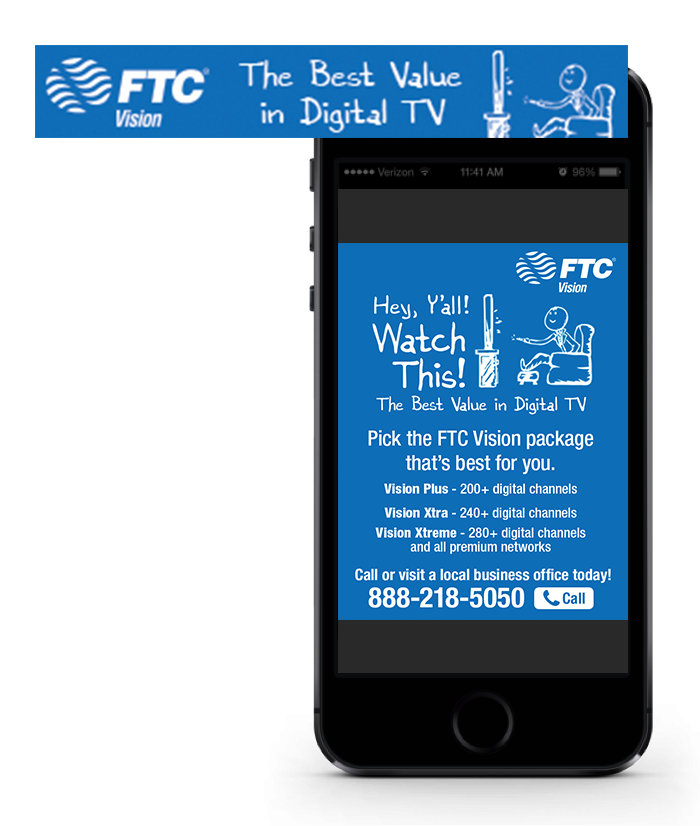 FTC®
Vision
The Best Value
in Digital TV
Verizon 11:41 AM 96%
FTC®
Vision
Hey, Y'all!
Watch
This!
The Best Value in Digital TV
Pick the FTC Vision package
that's best for you.
Vision Plus - 200+ digital channels
Vision Xtra - 240+ digital channels
Vision Xtreme - 280+ digital channels
and all premium networks
Call or visit a local business office today!
888-218-5050 Call